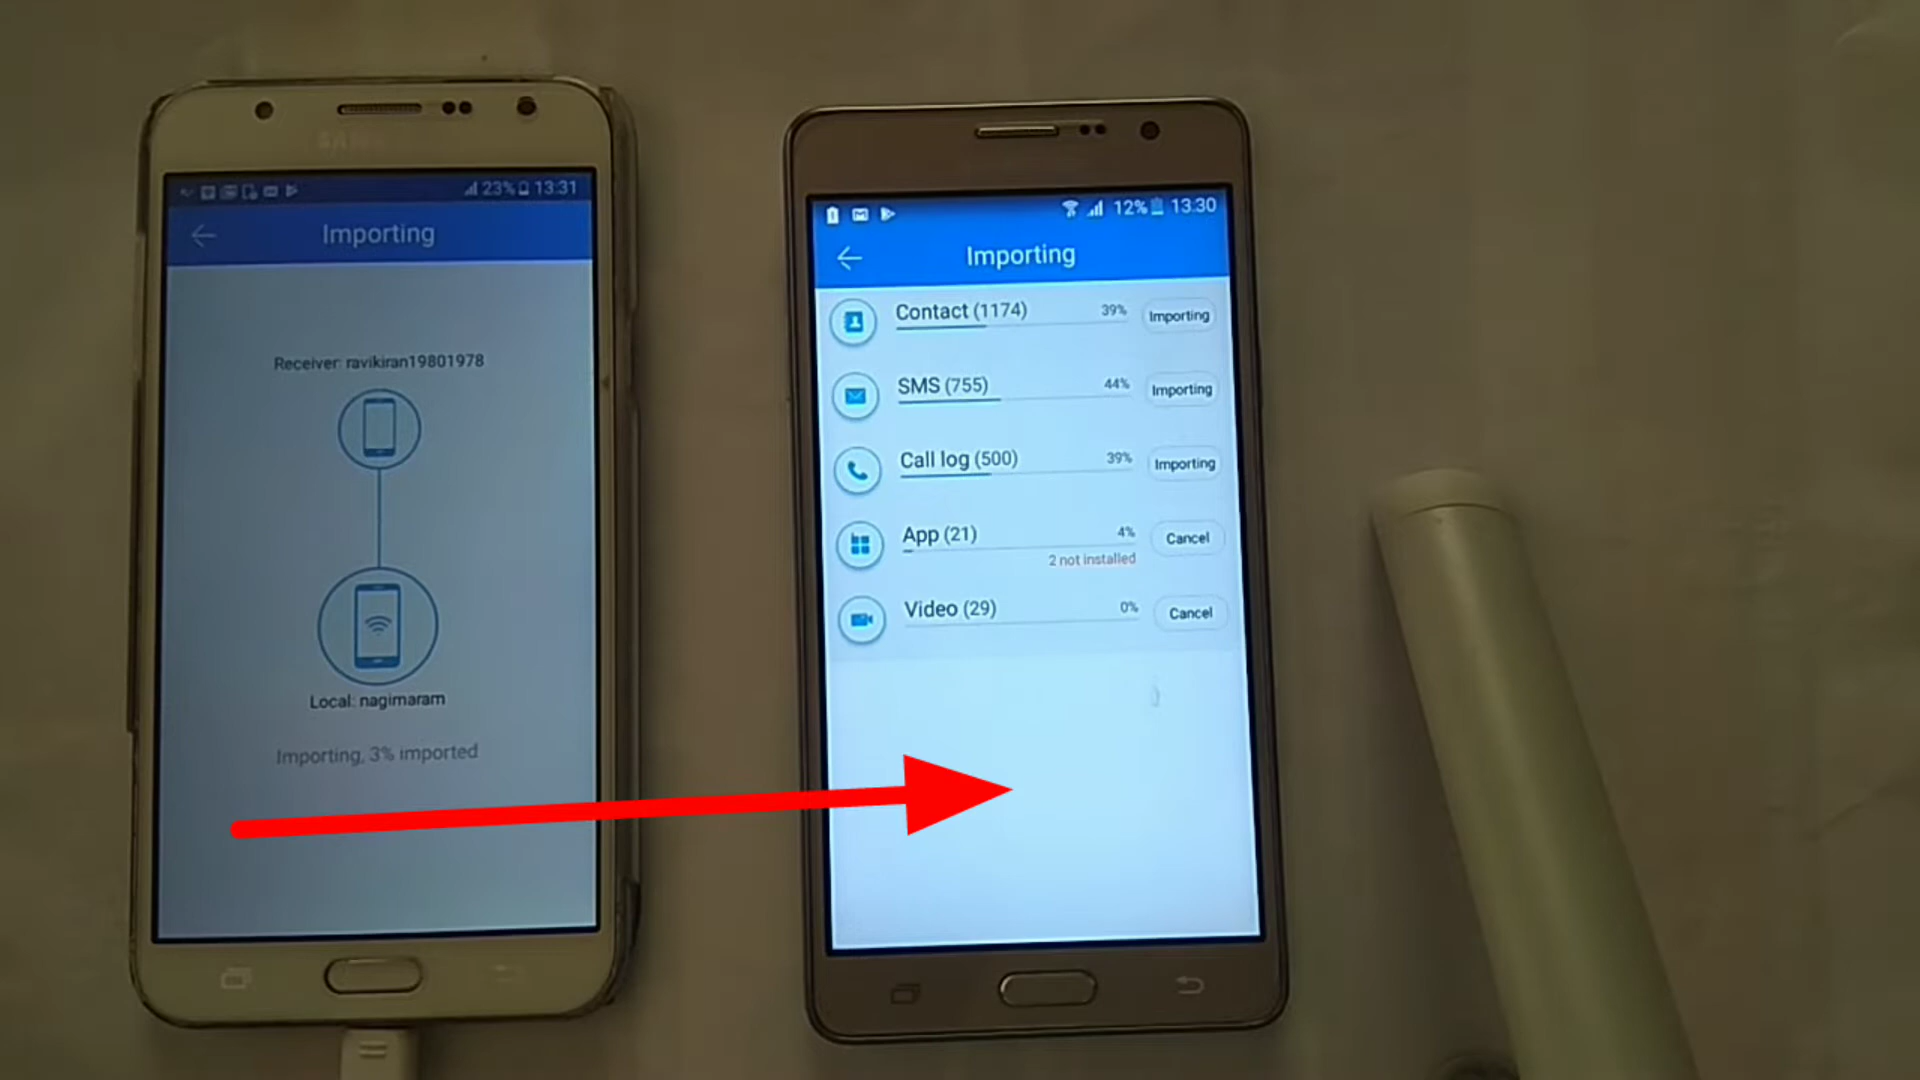 SAMSUNG
23% 13:31
Importing
Receiver: ravikiran19801978
Local: nagimaram
Importing, 3% imported
12% 13:30
Importing
Contact (1174) 39% Importing
SMS (755) 44% Importing
Call log (500) 39% Importing
App (21) 4% Cancel
2 not installed
Video (29) 0% Cancel